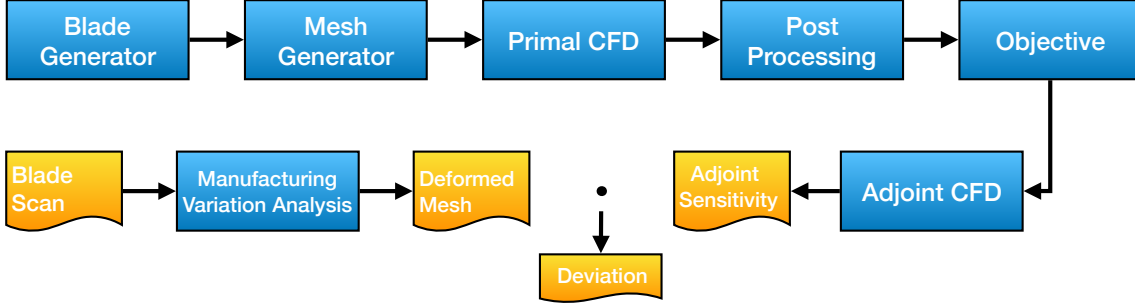 Blade
Generator
Mesh
Generator
Primal CFD
Post
Processing
Objective
Blade
Scan
Manufacturing
Variation Analysis
Deformed
Mesh
Adjoint
Sensitivity
Adjoint CFD
Deviation